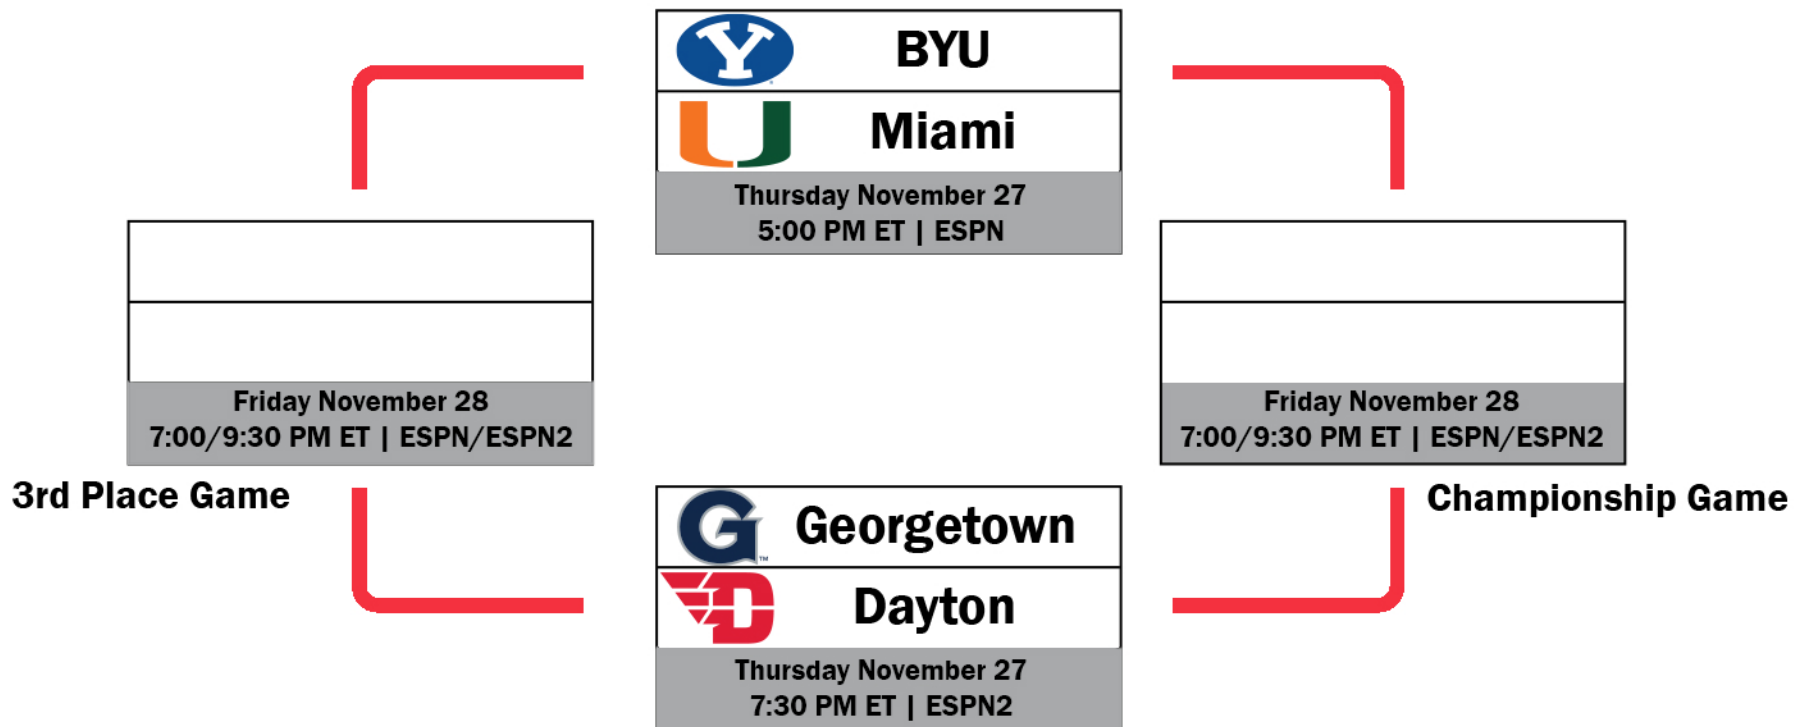 BYU
Miami
Thursday November 27
5:00 PM ET | ESPN
Friday November 28
7:00/9:30 PM ET | ESPN/ESPN2
3rd Place Game
Friday November 28
7:00/9:30 PM ET | ESPN/ESPN2
Championship Game
Georgetown
Dayton
Thursday November 27
7:30 PM ET | ESPN2